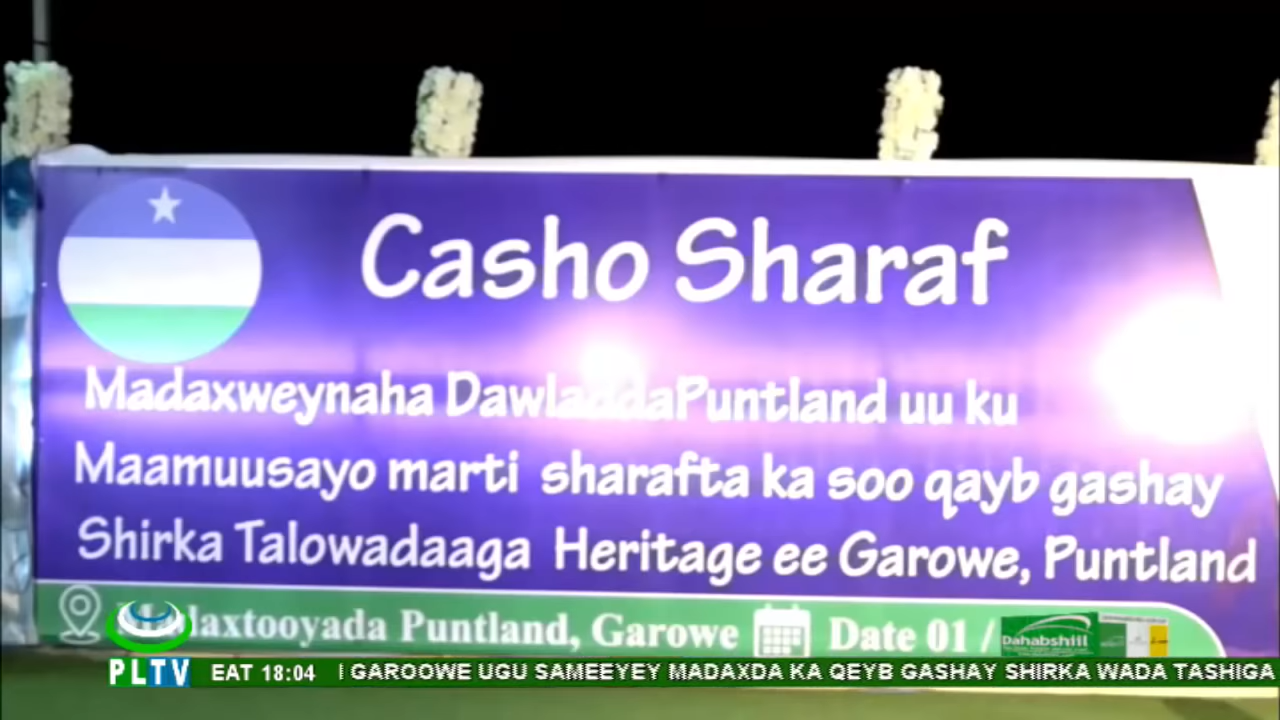 Casho Sharaf
Madaxweynaha DawladdaPuntland uu ku
Maamuusayo marti sharafta ka soo qayb gashay
Shirka Talowadaaga Heritage ee Garowe, Puntland
Puntland, Garowe
Date 01 /
Dahabshiil
PLTV
EAT 18:04
GAROOWE UGU SAMEEYEY MADAXDA KA QEYB GASHAY SHIRKA WADA TASHIGA